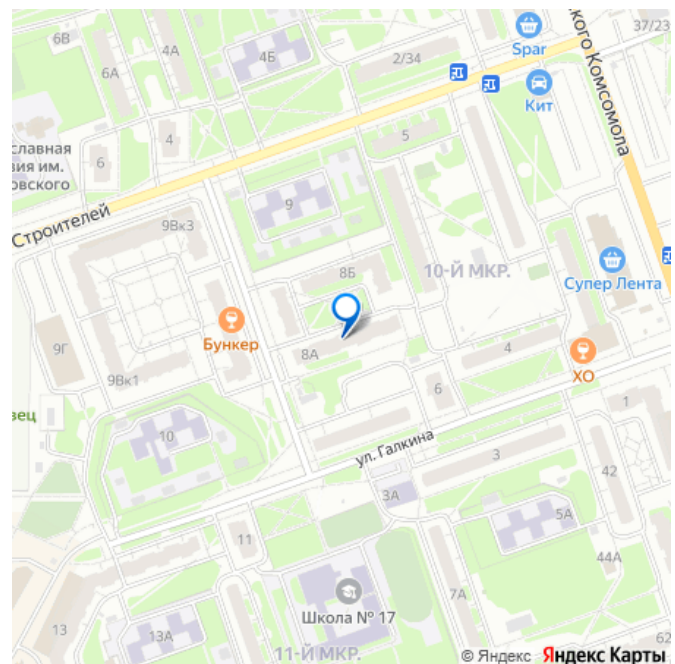 6В
4А
4Б
2/34
Spar
37/23
6А
Кит
кого Комсомола
славная
вия им.
овского
6
4
5
Строителей
9
9Вк3
8Б
10-Й МКР.
Супер Лента
Бункер
9Г
8А
4
9Вк1
ХО
6
1
вец
10
ул. Галкина
3
42
3А
5А
11
44А
Школа № 17
7А
13
13А
11-Й МКР.
62
© Яндекс Яндекс Карты